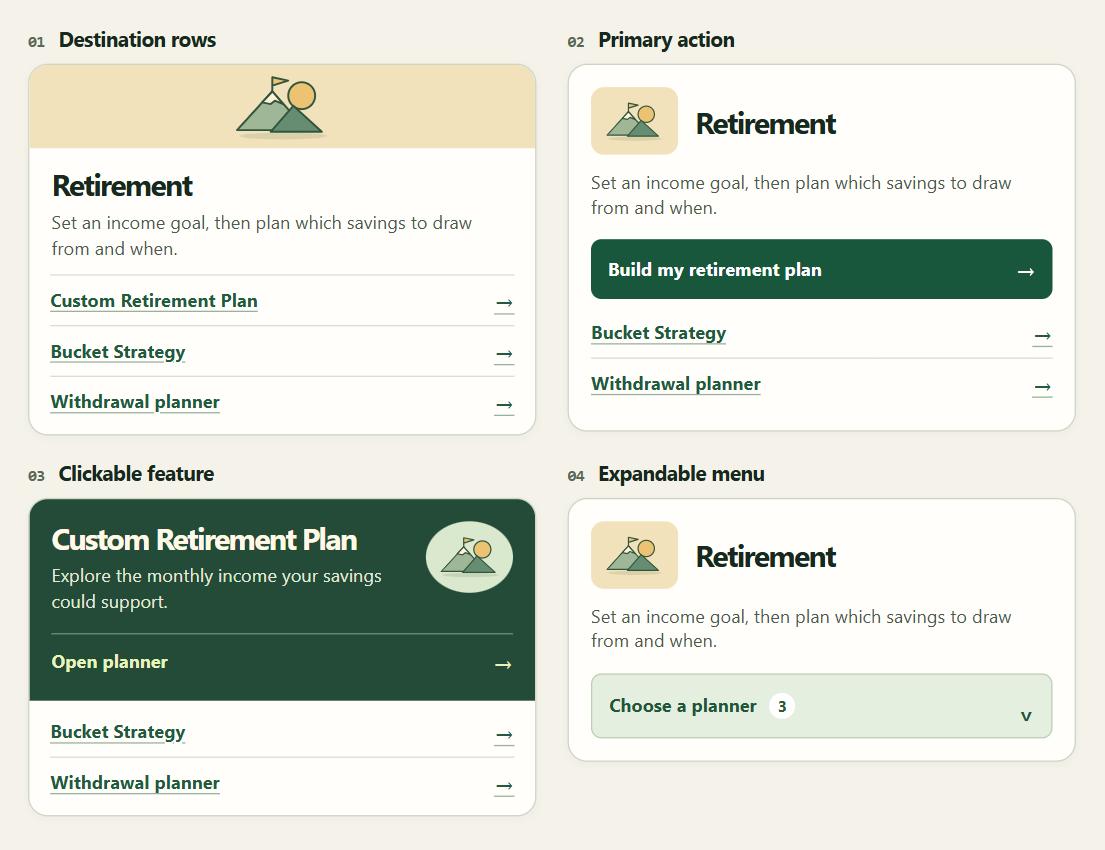 01 Destination rows
Retirement
Set an income goal, then plan which savings to draw
from and when.
Custom Retirement Plan →
Bucket Strategy →
Withdrawal planner →
02 Primary action
Retirement
Set an income goal, then plan which savings to draw
from and when.
Build my retirement plan →
Bucket Strategy →
Withdrawal planner →
03 Clickable feature
Custom Retirement Plan
Explore the monthly income your savings
could support.
Open planner →
Bucket Strategy →
Withdrawal planner →
04 Expandable menu
Retirement
Set an income goal, then plan which savings to draw
from and when.
Choose a planner 3 v